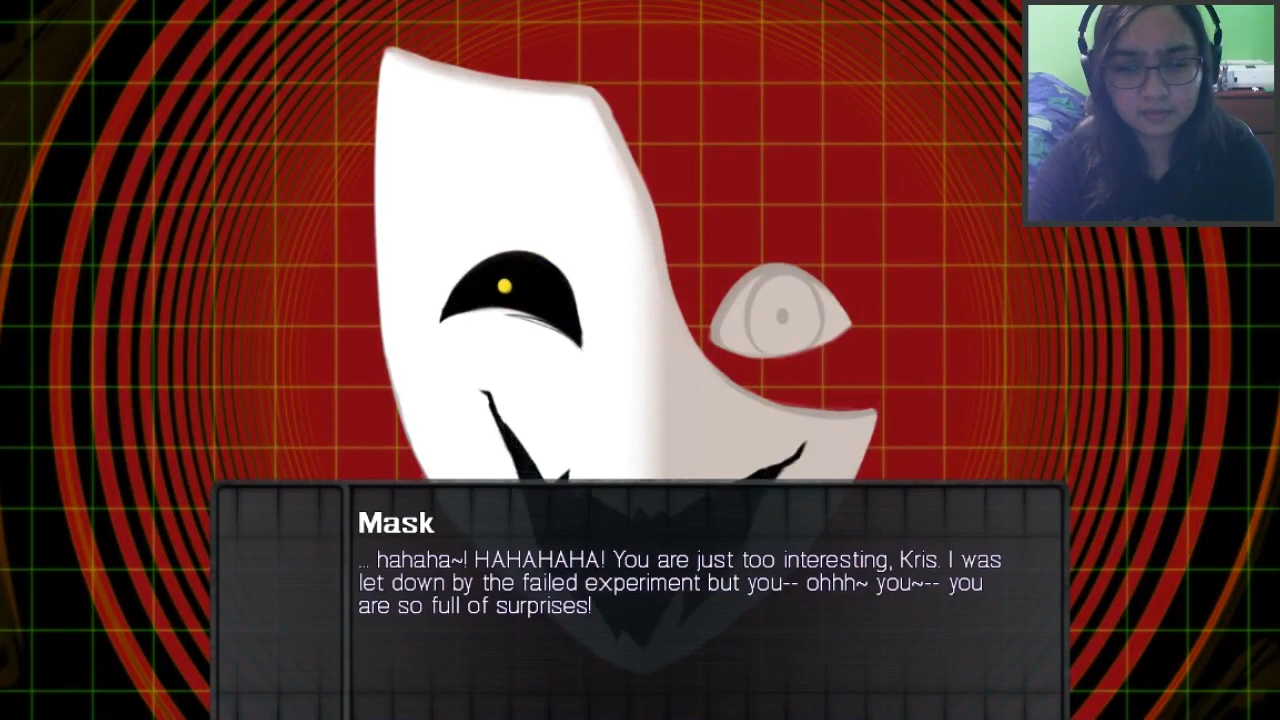 Mask
... hahaha~! HAHAHAHA! You are just too interesting, Kris. I was
let down by the failed experiment but you-- ohhh~ you~-- you
are so full of surprises!